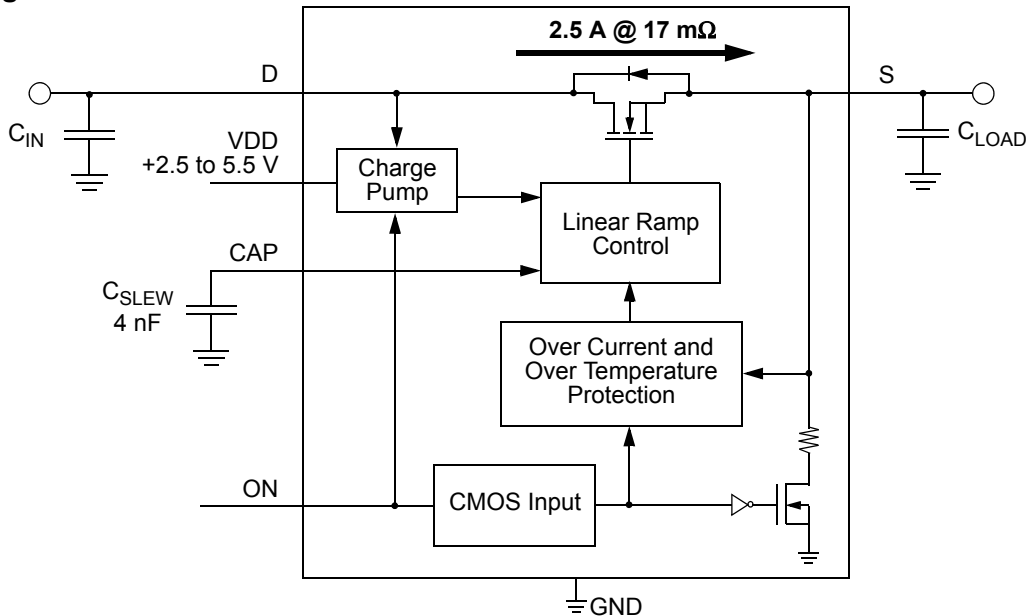 2.5 A @ 17 mΩ
D
S
C_IN
VDD
+2.5 to 5.5 V
Charge
Pump
C_LOAD
Linear Ramp
Control
CAP
C_SLEW
4 nF
Over Current and
Over Temperature
Protection
ON
CMOS Input
GND